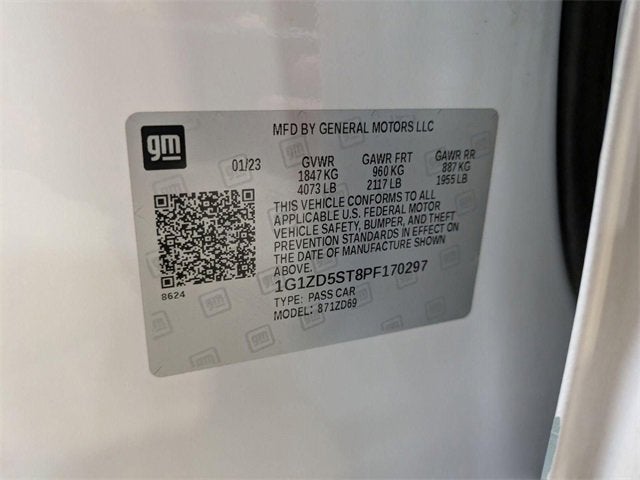 gm
MFD BY GENERAL MOTORS LLC
01/23 GVWR GAWR FRT GAWR RR
1847 KG 960 KG 887 KG
4073 LB 2117 LB 1955 LB
THIS VEHICLE CONFORMS TO ALL
APPLICABLE U.S. FEDERAL MOTOR
VEHICLE SAFETY, BUMPER, AND THEFT
PREVENTION STANDARDS IN EFFECT ON
THE DATE OF MANUFACTURE SHOWN
ABOVE.
1G1ZD5ST8PF170297
TYPE: PASS CAR
MODEL: 871ZD69
8624